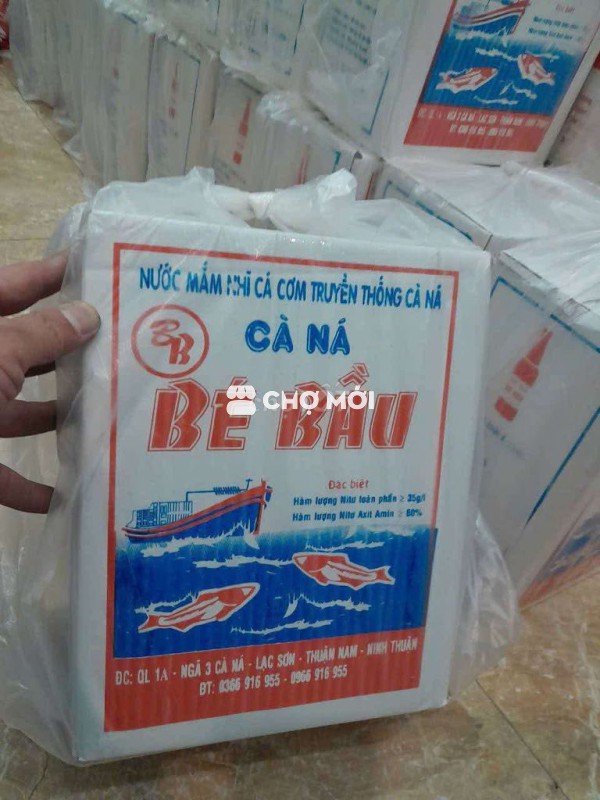 NƯỚC MẮM NHĨ CÁ CƠM TRUYỀN THỐNG CÀ NÁ
BB
CÀ NÁ
BÉ BẦU
CHỢ MỚI
Đặc biệt
Hàm lượng Nitơ toàn phần ≥ 35g/l
Hàm lượng Nitơ Axit Amin ≥ 60%
ĐC: QL 1A - NGÃ 3 CÀ NÁ - LẠC SƠN - THUẬN NAM - NINH THUẬN
ĐT: 0366 916 955 - 0966 916 955